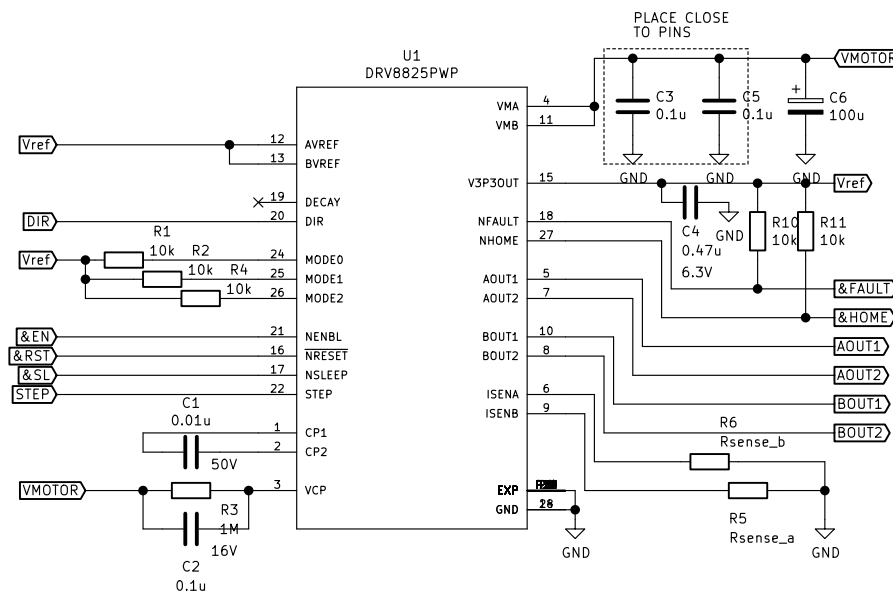 PLACE CLOSE
TO PINS
U1
DRV8825PWP
VMOTOR
C3
0.1u
C5
0.1u
C6
100u
GND
GND
GND
VMA
4
VMB
11
Vref
12
AVREF
13
BVREF
V3P3OUT
15
Vref
19
DECAY
DIR
20
DIR
NFAULT
18
NHOME
27
C4
0.47u
6.3V
GND
R10
10k
R11
10k
R1
10k
R2
10k
R4
10k
Vref
24
MODE0
25
MODE1
26
MODE2
AOUT1
5
AOUT2
7
&FAULT
&HOME
AOUT1
AOUT2
BOUT1
BOUT2
&EN
21
NENBL
&RST
16
NRESET
&SL
17
NSLEEP
STEP
22
STEP
BOUT1
10
BOUT2
8
ISENA
6
ISENB
9
C1
0.01u
50V
1
CP1
2
CP2
R6
Rsense_b
R5
Rsense_a
VMOTOR
3
VCP
R3
1M
16V
C2
0.1u
EXP
GND
GND
GND